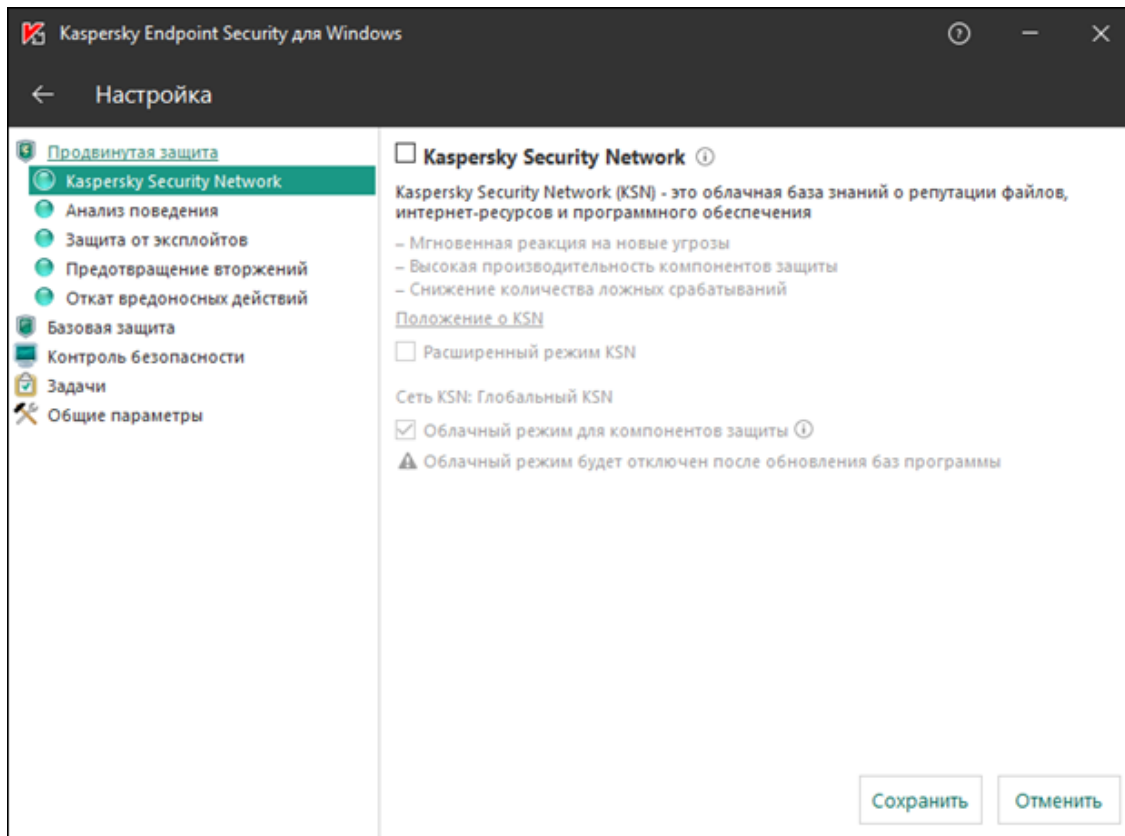 Kaspersky Endpoint Security для Windows
Настройка
Продвинутая защита
Kaspersky Security Network
Анализ поведения
Защита от эксплойтов
Предотвращение вторжений
Откат вредоносных действий
Базовая защита
Контроль безопасности
Задачи
Общие параметры
Kaspersky Security Network
Kaspersky Security Network (KSN) - это облачная база знаний о репутации файлов,
интернет-ресурсов и программного обеспечения
– Мгновенная реакция на новые угрозы
– Высокая производительность компонентов защиты
– Снижение количества ложных срабатываний
Положение о KSN
Расширенный режим KSN
Сеть KSN: Глобальный KSN
Облачный режим для компонентов защиты
Облачный режим будет отключен после обновления баз программы
Сохранить
Отменить